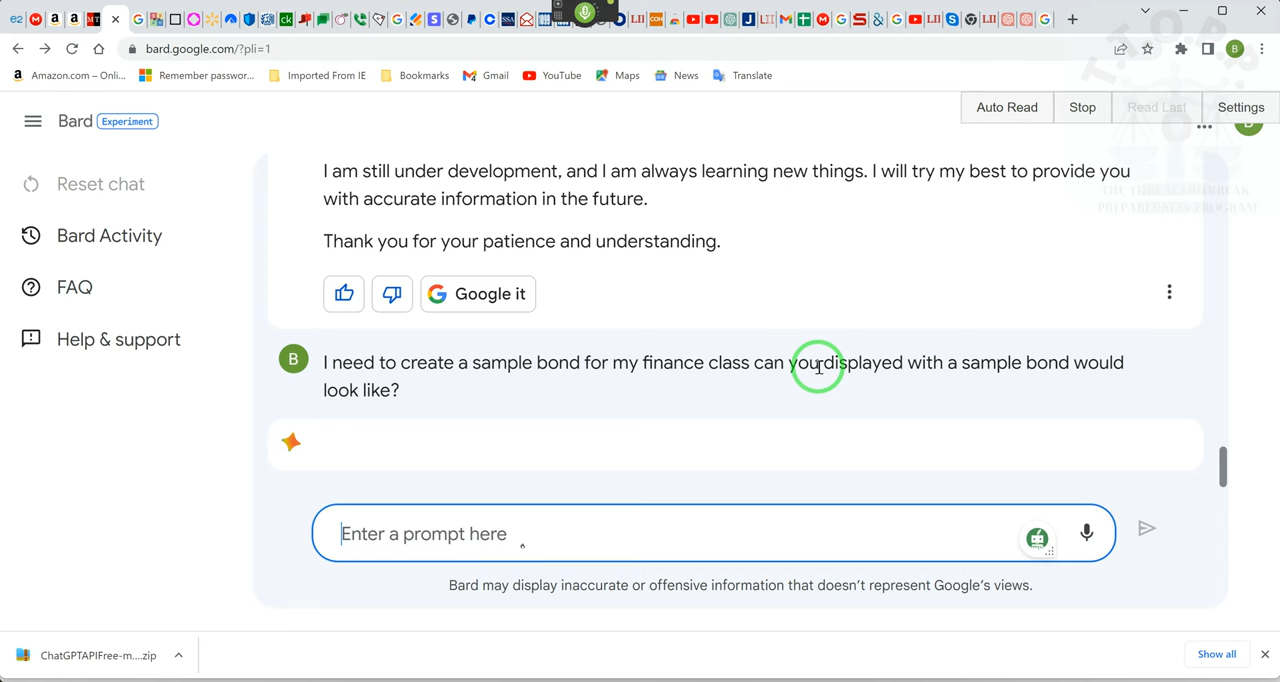 bard.google.com/?pli=1
B
Amazon.com – Onli...
Remember passwor...
Imported From IE
Bookmarks
Gmail
YouTube
Maps
News
Translate
T.O.P.P
Auto Read
Stop
Read Last
Settings
Bard
Experiment
THE THREAT OUTBREAK
PREPAREDNESS PROGRAM
Reset chat
Bard Activity
FAQ
Help & support
I am still under development, and I am always learning new things. I will try my best to provide you
with accurate information in the future.
Thank you for your patience and understanding.
Google it
B
I need to create a sample bond for my finance class can you displayed with a sample bond would
look like?
Enter a prompt here
Bard may display inaccurate or offensive information that doesn't represent Google's views.
ChatGPTAPIFree-m....zip
Show all